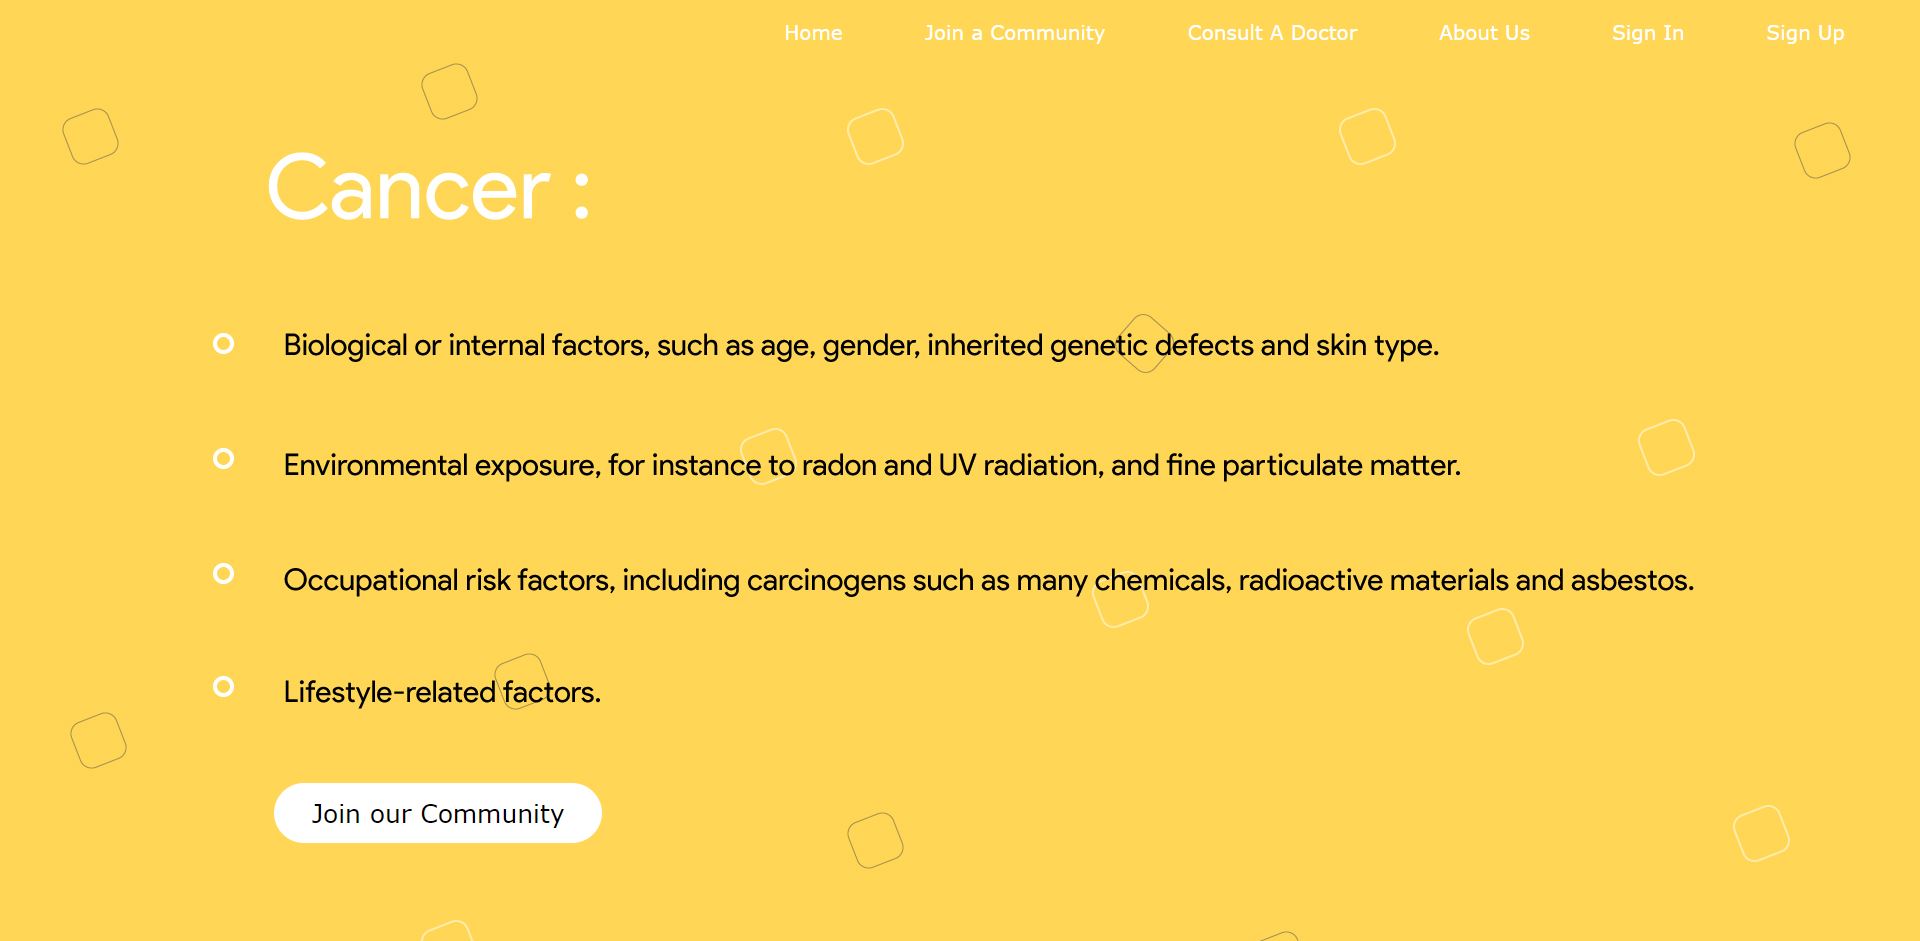 Home Join a Community Consult A Doctor About Us Sign In Sign Up
Cancer :
Biological or internal factors, such as age, gender, inherited genetic defects and skin type.
Environmental exposure, for instance to radon and UV radiation, and fine particulate matter.
Occupational risk factors, including carcinogens such as many chemicals, radioactive materials and asbestos.
Lifestyle-related factors.
Join our Community